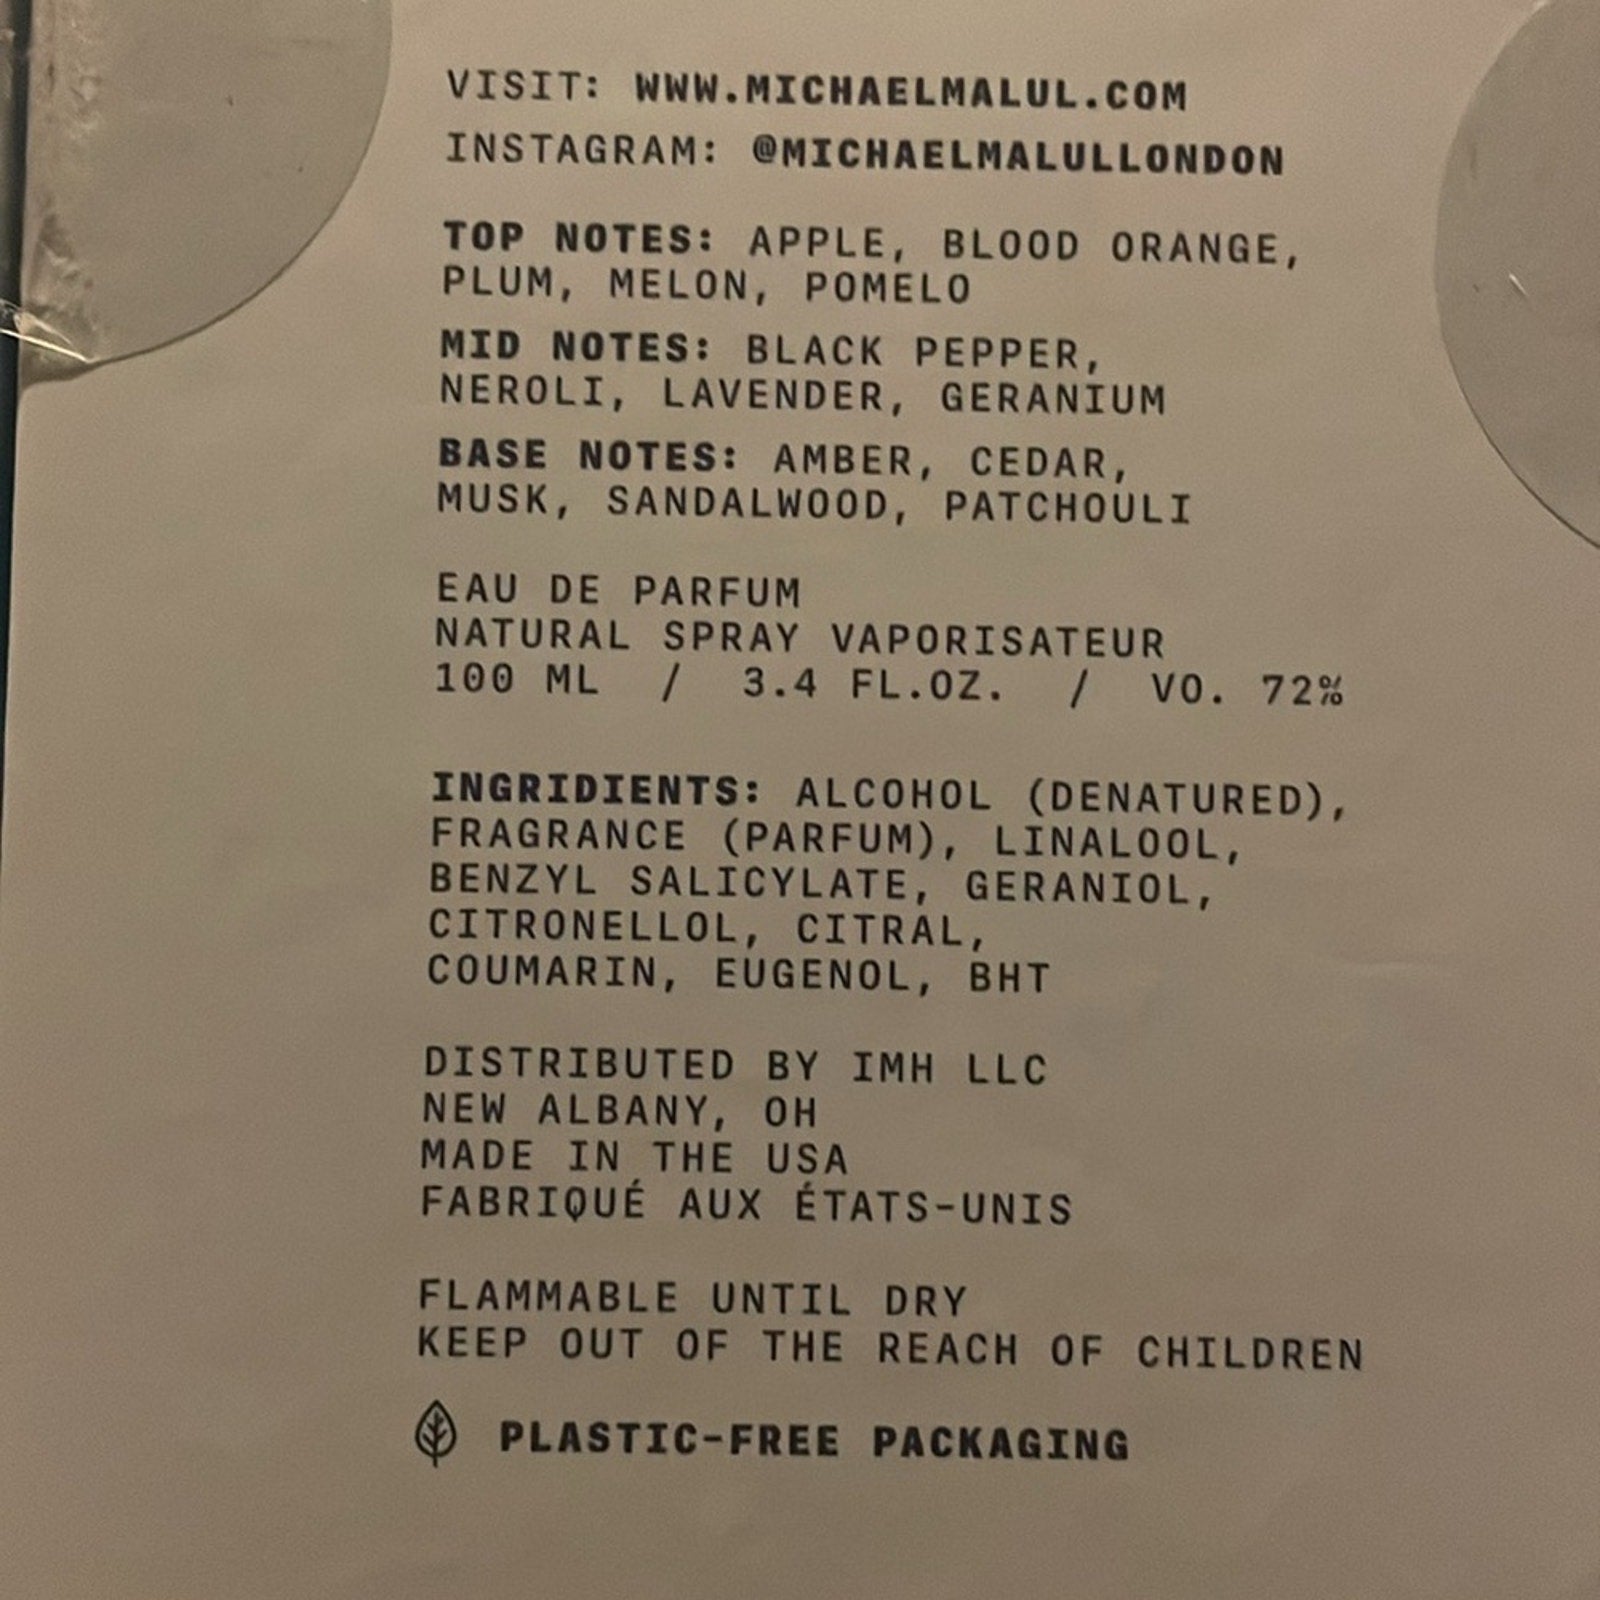 VISIT: WWW.MICHAELMALUL.COM
INSTAGRAM: @MICHAELMALULLONDON
TOP NOTES: APPLE, BLOOD ORANGE,
PLUM, MELON, POMELO
MID NOTES: BLACK PEPPER,
NEROLI, LAVENDER, GERANIUM
BASE NOTES: AMBER, CEDAR,
MUSK, SANDALWOOD, PATCHOULI
EAU DE PARFUM
NATURAL SPRAY VAPORISATEUR
100 ML / 3.4 FL.OZ. / VO. 72%
INGRIDIENTS: ALCOHOL (DENATURED),
FRAGRANCE (PARFUM), LINALOOL,
BENZYL SALICYLATE, GERANIOL,
CITRONELLOL, CITRAL,
COUMARIN, EUGENOL, BHT
DISTRIBUTED BY IMH LLC
NEW ALBANY, OH
MADE IN THE USA
FABRIQUÉ AUX ÉTATS-UNIS
FLAMMABLE UNTIL DRY
KEEP OUT OF THE REACH OF CHILDREN
PLASTIC-FREE PACKAGING